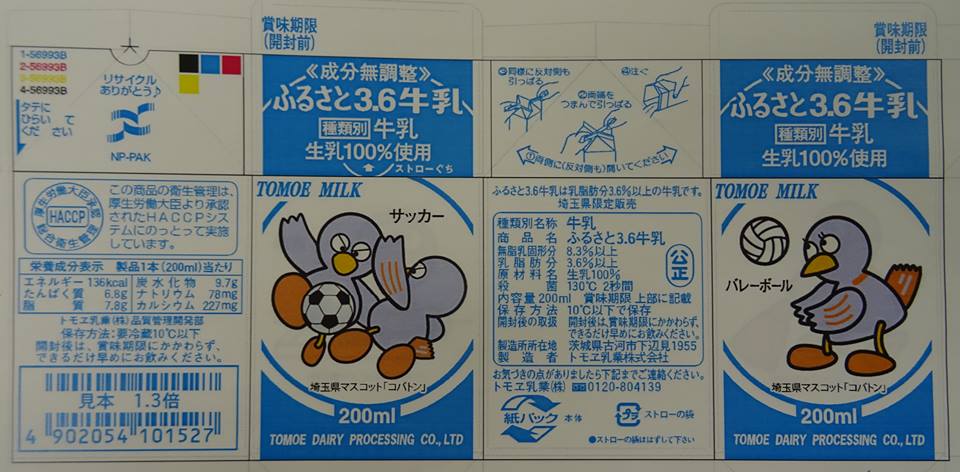 賞味期限
(開封前)
賞味期限
(開封前)
1-56993B
2-56993B
3-56993B
4-56993B
リサイクル
ありがとう♪
タテに
ひらい て
くだ さい
NP-PAK
《成分無調整》
ふるさと3.6牛乳
種類別 牛乳
生乳100%使用
ストローぐち
③同様に反対側も
引っぱる
④注ぐ
②両端を
つまんで引っぱる
①両側に(反対側も)開いてください
《成分無調整》
ふるさと3.6牛乳
種類別 牛乳
生乳100%使用
厚生労働大臣承認
HACCP
総合衛生管理
この商品の衛生管理は、
厚生労働大臣より承認
されたHACCPシス
テムにのっとって実施
しています。
栄養成分表示 製品1本(200ml)当たり
エネルギー 136kcal 炭水化物 9.7g
たんぱく質 6.8g ナトリウム 78mg
脂質 7.8g カルシウム 227mg
トモヱ乳業(株)品質管理開発部
保存方法:要冷蔵10℃以下
開封後は、賞味期限にかかわらず、
できるだけ早めにお飲みください。
見本 1.3倍
4 902054 101527
TOMOE MILK
サッカー
埼玉県マスコット「コバトン」
200ml
TOMOE DAIRY PROCESSING CO., LTD
ふるさと3.6牛乳は乳脂肪分3.6%以上の牛乳です。
埼玉県限定販売
種類別名称 牛乳
商品名 ふるさと3.6牛乳
無脂乳固形分 8.3%以上
乳脂肪分 3.6%以上
原材料名 生乳100%
殺菌 130℃ 2秒間
公正
内容量 200ml 賞味期限 上部に記載
保存方法 10℃以下で保存
開封後の取扱 開封後は、賞味期限にかかわらず、
できるだけ早めにお飲みください。
製造所所在地 茨城県古河市下辺見1955
製造者 トモヱ乳業株式会社
お気づきの点がありましたら下記までご連絡ください。
トモヱ乳業(株) 0120-804139
紙パック 本体
プラ ストローの袋
●ストローの袋ははずして下さい
TOMOE MILK
バレーボール
埼玉県マスコット「コバトン」
200ml
TOMOE DAIRY PROCESSING CO., LTD